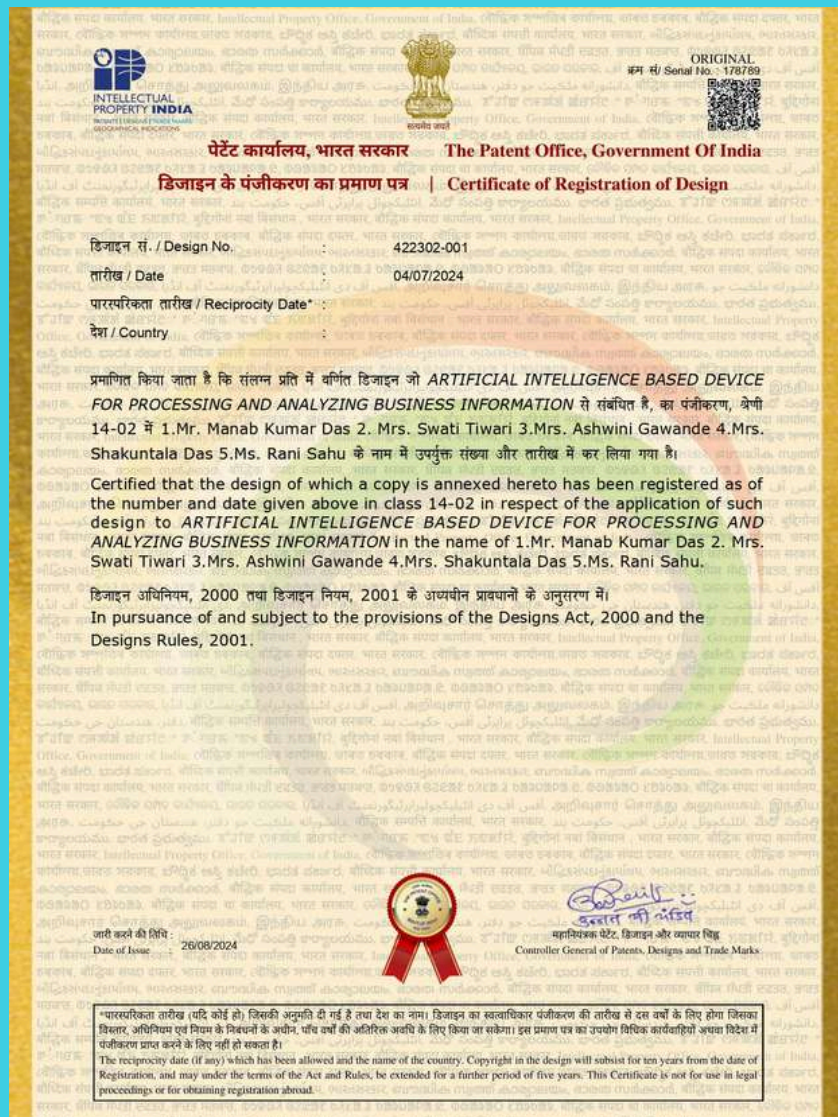 ORIGINAL
क्रम सं/ Serial No. : 178789
INTELLECTUAL
PROPERTY INDIA
PATENTS | DESIGNS | TRADE MARKS
GEOGRAPHICAL INDICATIONS
सत्यमेव जयते
पेटेंट कार्यालय, भारत सरकार The Patent Office, Government Of India
डिजाइन के पंजीकरण का प्रमाण पत्र | Certificate of Registration of Design
डिजाइन सं. / Design No. : 422302-001
तारीख / Date : 04/07/2024
पारस्परिकता तारीख / Reciprocity Date* :
देश / Country :
प्रमाणित किया जाता है कि संलग्न प्रति में वर्णित डिजाइन जो ARTIFICIAL INTELLIGENCE BASED DEVICE
FOR PROCESSING AND ANALYZING BUSINESS INFORMATION से संबंधित है, का पंजीकरण, श्रेणी
14-02 में 1.Mr. Manab Kumar Das 2. Mrs. Swati Tiwari 3.Mrs. Ashwini Gawande 4.Mrs.
Shakuntala Das 5.Ms. Rani Sahu के नाम में उपर्युक्त संख्या और तारीख में कर लिया गया है।
Certified that the design of which a copy is annexed hereto has been registered as of
the number and date given above in class 14-02 in respect of the application of such
design to ARTIFICIAL INTELLIGENCE BASED DEVICE FOR PROCESSING AND
ANALYZING BUSINESS INFORMATION in the name of 1.Mr. Manab Kumar Das 2. Mrs.
Swati Tiwari 3.Mrs. Ashwini Gawande 4.Mrs. Shakuntala Das 5.Ms. Rani Sahu.
डिजाइन अधिनियम, 2000 तथा डिजाइन नियम, 2001 के अध्यधीन प्रावधानों के अनुसरण में।
In pursuance of and subject to the provisions of the Designs Act, 2000 and the
Designs Rules, 2001.
जारी करने की तिथि :
Date of Issue : 26/08/2024
महानियंत्रक पेटेंट, डिजाइन और व्यापार चिह्न
Controller General of Patents, Designs and Trade Marks
*पारस्परिकता तारीख (यदि कोई हो) जिसकी अनुमति दी गई है तथा देश का नाम। डिजाइन का स्वत्वाधिकार पंजीकरण की तारीख से दस वर्षों के लिए होगा जिसका
विस्तार, अधिनियम एवं नियम के निबंधनों के अधीन, पाँच वर्षों की अतिरिक्त अवधि के लिए किया जा सकेगा। इस प्रमाण पत्र का उपयोग विधिक कार्यवाहियों अथवा विदेश में
पंजीकरण प्राप्त करने के लिए नहीं हो सकता है।
The reciprocity date (if any) which has been allowed and the name of the country. Copyright in the design will subsist for ten years from the date of
Registration, and may under the terms of the Act and Rules, be extended for a further period of five years. This Certificate is not for use in legal
proceedings or for obtaining registration abroad.